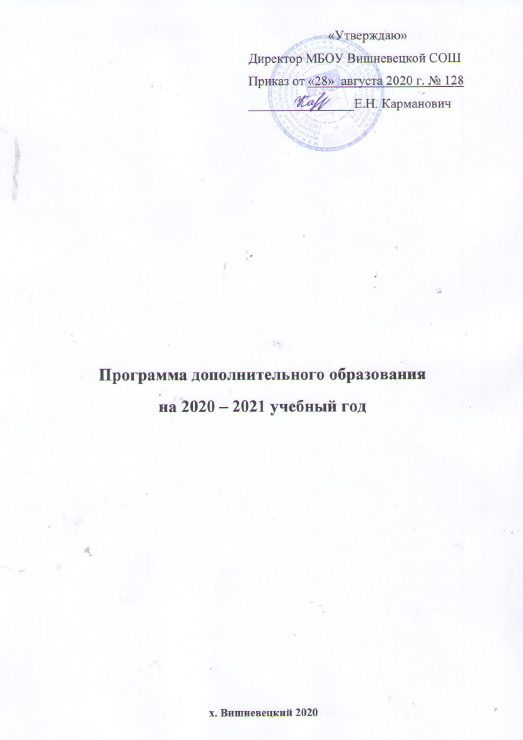 «Утверждаю»
Директор МБОУ Вишневецкой СОШ
Приказ от «28» августа 2020 г. № 128
________________Е.Н. Карманович
Программа дополнительного образования
на 2020 – 2021 учебный год
х. Вишневецкий 2020